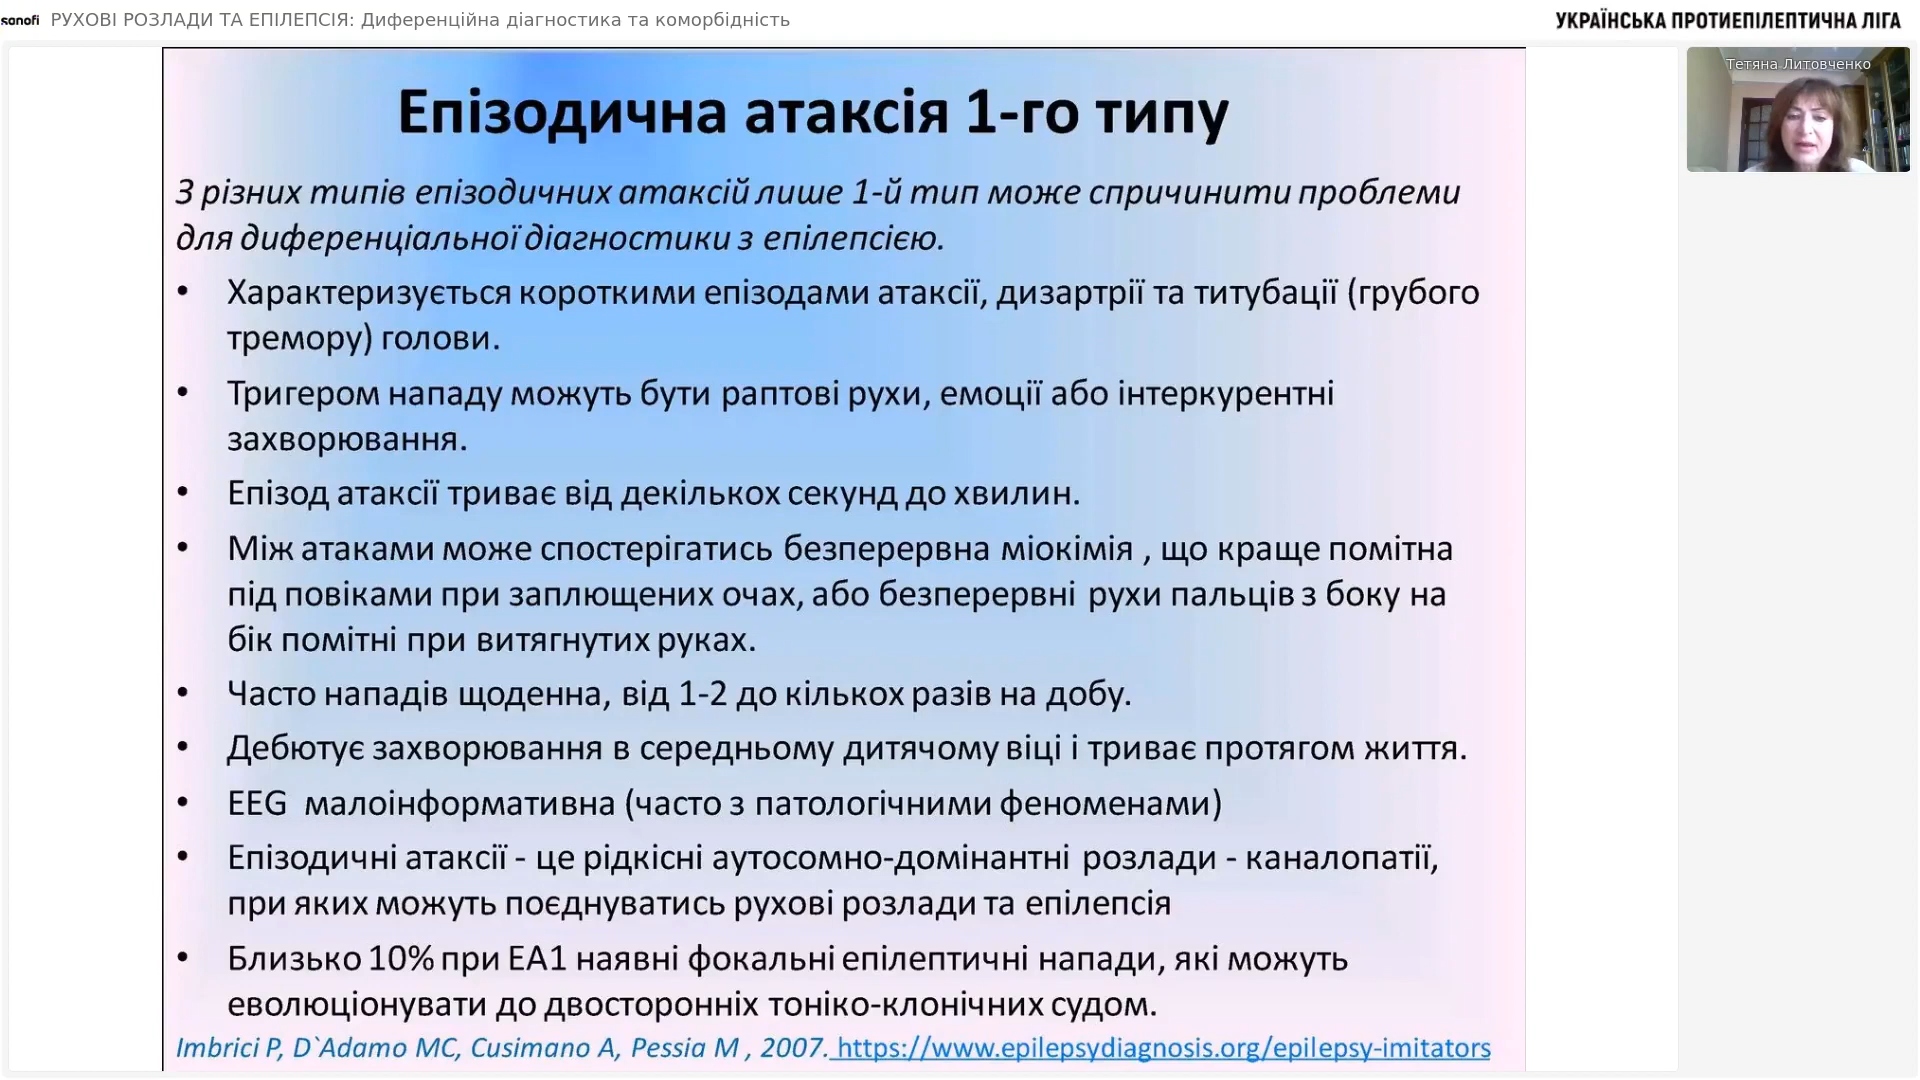 sanofi РУХОВІ РОЗЛАДИ ТА ЕПІЛЕПСІЯ: Диференційна діагностика та коморбідність
УКРАЇНСЬКА ПРОТИЕПІЛЕПТИЧНА ЛІГА
Тетяна Литовченко
Епізодична атаксія 1-го типу
З різних типів епізодичних атаксій лише 1-й тип може спричинити проблеми
для диференціальної діагностики з епілепсією.
• Характеризується короткими епізодами атаксії, дизартрії та титубації (грубого
тремору) голови.
• Тригером нападу можуть бути раптові рухи, емоції або інтеркурентні
захворювання.
• Епізод атаксії триває від декількох секунд до хвилин.
• Між атаками може спостерігатись безперервна міокімія , що краще помітна
під повіками при заплющених очах, або безперервні рухи пальців з боку на
бік помітні при витягнутих руках.
• Часто нападів щоденна, від 1-2 до кількох разів на добу.
• Дебютує захворювання в середньому дитячому віці і триває протягом життя.
• EEG малоінформативна (часто з патологічними феноменами)
• Епізодичні атаксії - це рідкісні аутосомно-домінантні розлади - каналопатії,
при яких можуть поєднуватись рухові розлади та епілепсія
• Близько 10% при EA1 наявні фокальні епілептичні напади, які можуть
еволюціонувати до двосторонніх тоніко-клонічних судом.
Imbrici P, D`Adamo MC, Cusimano A, Pessia M , 2007. https://www.epilepsydiagnosis.org/epilepsy-imitators